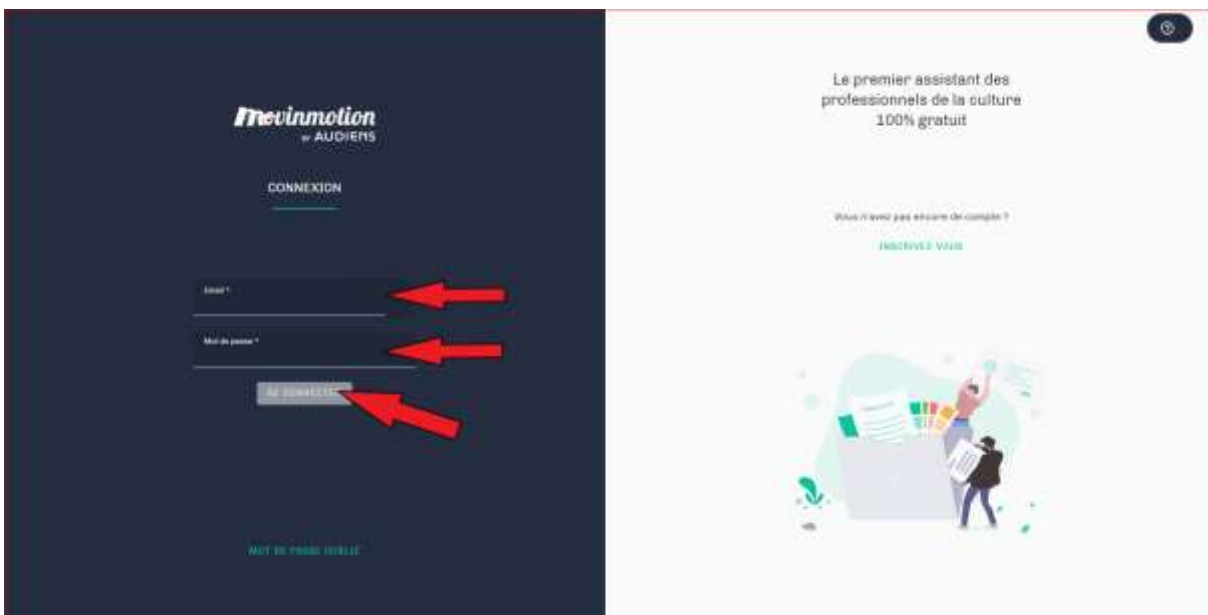 movinmotion
BY AUDIENS
CONNEXION
Email *
Mot de passe *
SE CONNECTE
MOT DE PASSE OUBLIÉ
Le premier assistant des
professionnels de la culture
100% gratuit
Vous n'avez pas encore de compte ?
INSCRIVEZ VOUS